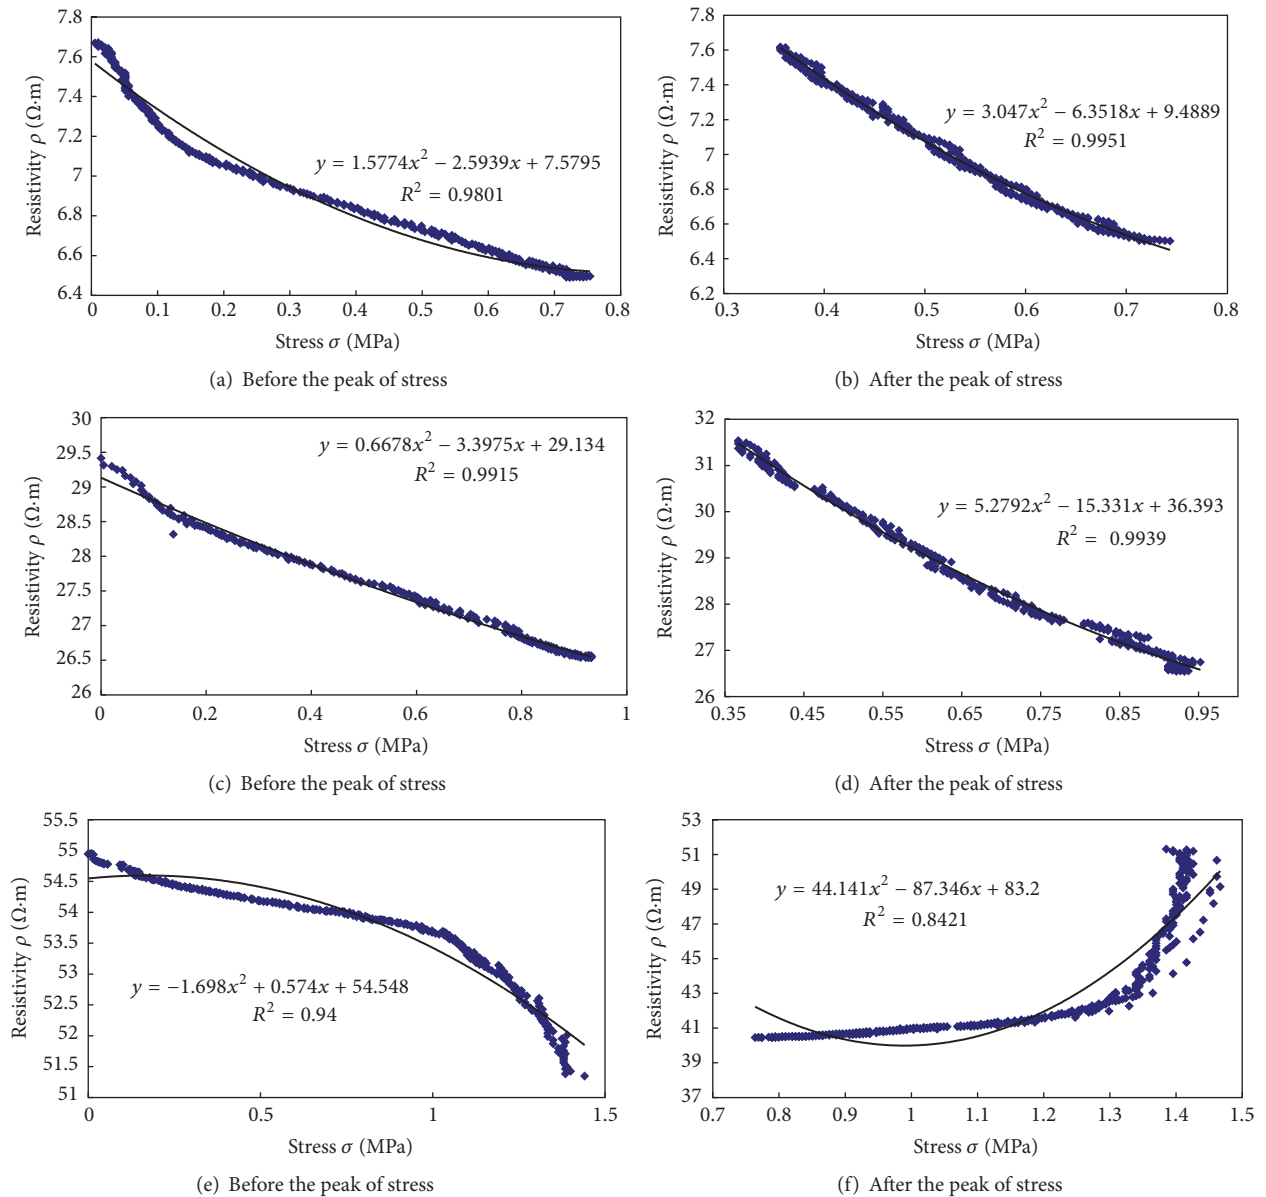 7.8
7.6
7.4
7.2
7
6.8
6.6
6.4
Resistivity ρ (Ω·m)
y = 1.5774x² − 2.5939x + 7.5795
R² = 0.9801
0 0.1 0.2 0.3 0.4 0.5 0.6 0.7 0.8
Stress σ (MPa)
(a) Before the peak of stress
7.8
7.6
7.4
7.2
7
6.8
6.6
6.4
6.2
Resistivity ρ (Ω·m)
y = 3.047x² − 6.3518x + 9.4889
R² = 0.9951
0.3 0.4 0.5 0.6 0.7 0.8
Stress σ (MPa)
(b) After the peak of stress
30
29.5
29
28.5
28
27.5
27
26.5
26
Resistivity ρ (Ω·m)
y = 0.6678x² − 3.3975x + 29.134
R² = 0.9915
0 0.2 0.4 0.6 0.8 1
Stress σ (MPa)
(c) Before the peak of stress
32
31
30
29
28
27
26
Resistivity ρ (Ω·m)
y = 5.2792x² − 15.331x + 36.393
R² = 0.9939
0.35 0.45 0.55 0.65 0.75 0.85 0.95
Stress σ (MPa)
(d) After the peak of stress
55.5
55
54.5
54
53.5
53
52.5
52
51.5
51
Resistivity ρ (Ω·m)
y = −1.698x² + 0.574x + 54.548
R² = 0.94
0 0.5 1 1.5
Stress σ (MPa)
(e) Before the peak of stress
53
51
49
47
45
43
41
39
37
Resistivity ρ (Ω·m)
y = 44.141x² − 87.346x + 83.2
R² = 0.8421
0.7 0.8 0.9 1 1.1 1.2 1.3 1.4 1.5
Stress σ (MPa)
(f) After the peak of stress